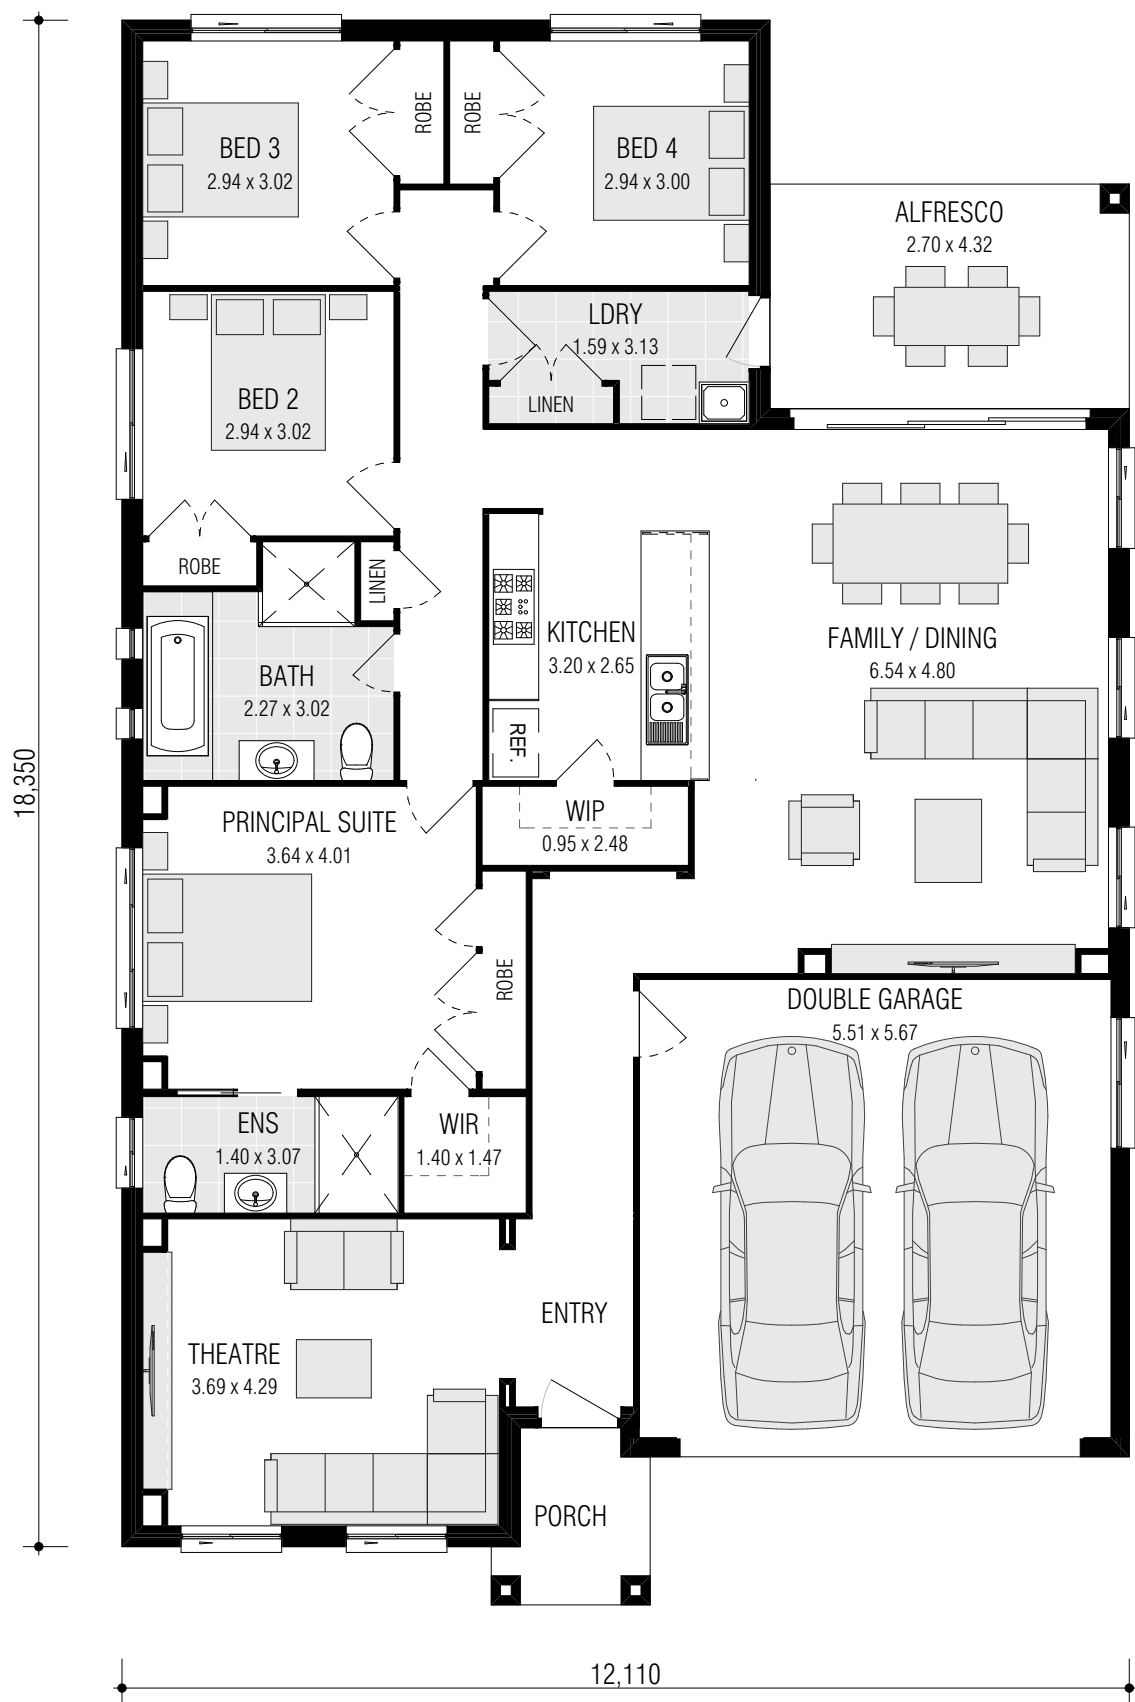 BED 3
2.94 x 3.02
ROBE
ROBE
BED 4
2.94 x 3.00
ALFRESCO
2.70 x 4.32
LDRY
1.59 x 3.13
LINEN
BED 2
2.94 x 3.02
ROBE
LINEN
KITCHEN
3.20 x 2.65
FAMILY / DINING
6.54 x 4.80
BATH
2.27 x 3.02
REF.
18,350
PRINCIPAL SUITE
3.64 x 4.01
WIP
0.95 x 2.48
ROBE
DOUBLE GARAGE
5.51 x 5.67
ENS
1.40 x 3.07
WIR
1.40 x 1.47
ENTRY
THEATRE
3.69 x 4.29
PORCH
12,110